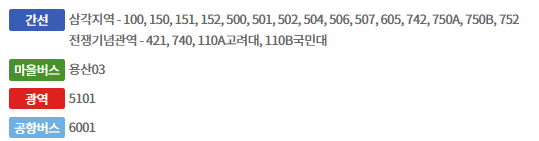 간선 삼각지역 - 100, 150, 151, 152, 500, 501, 502, 504, 506, 507, 605, 742, 750A, 750B, 752
전쟁기념관역 - 421, 740, 110A고려대, 110B국민대
마을버스 용산03
광역 5101
공항버스 6001